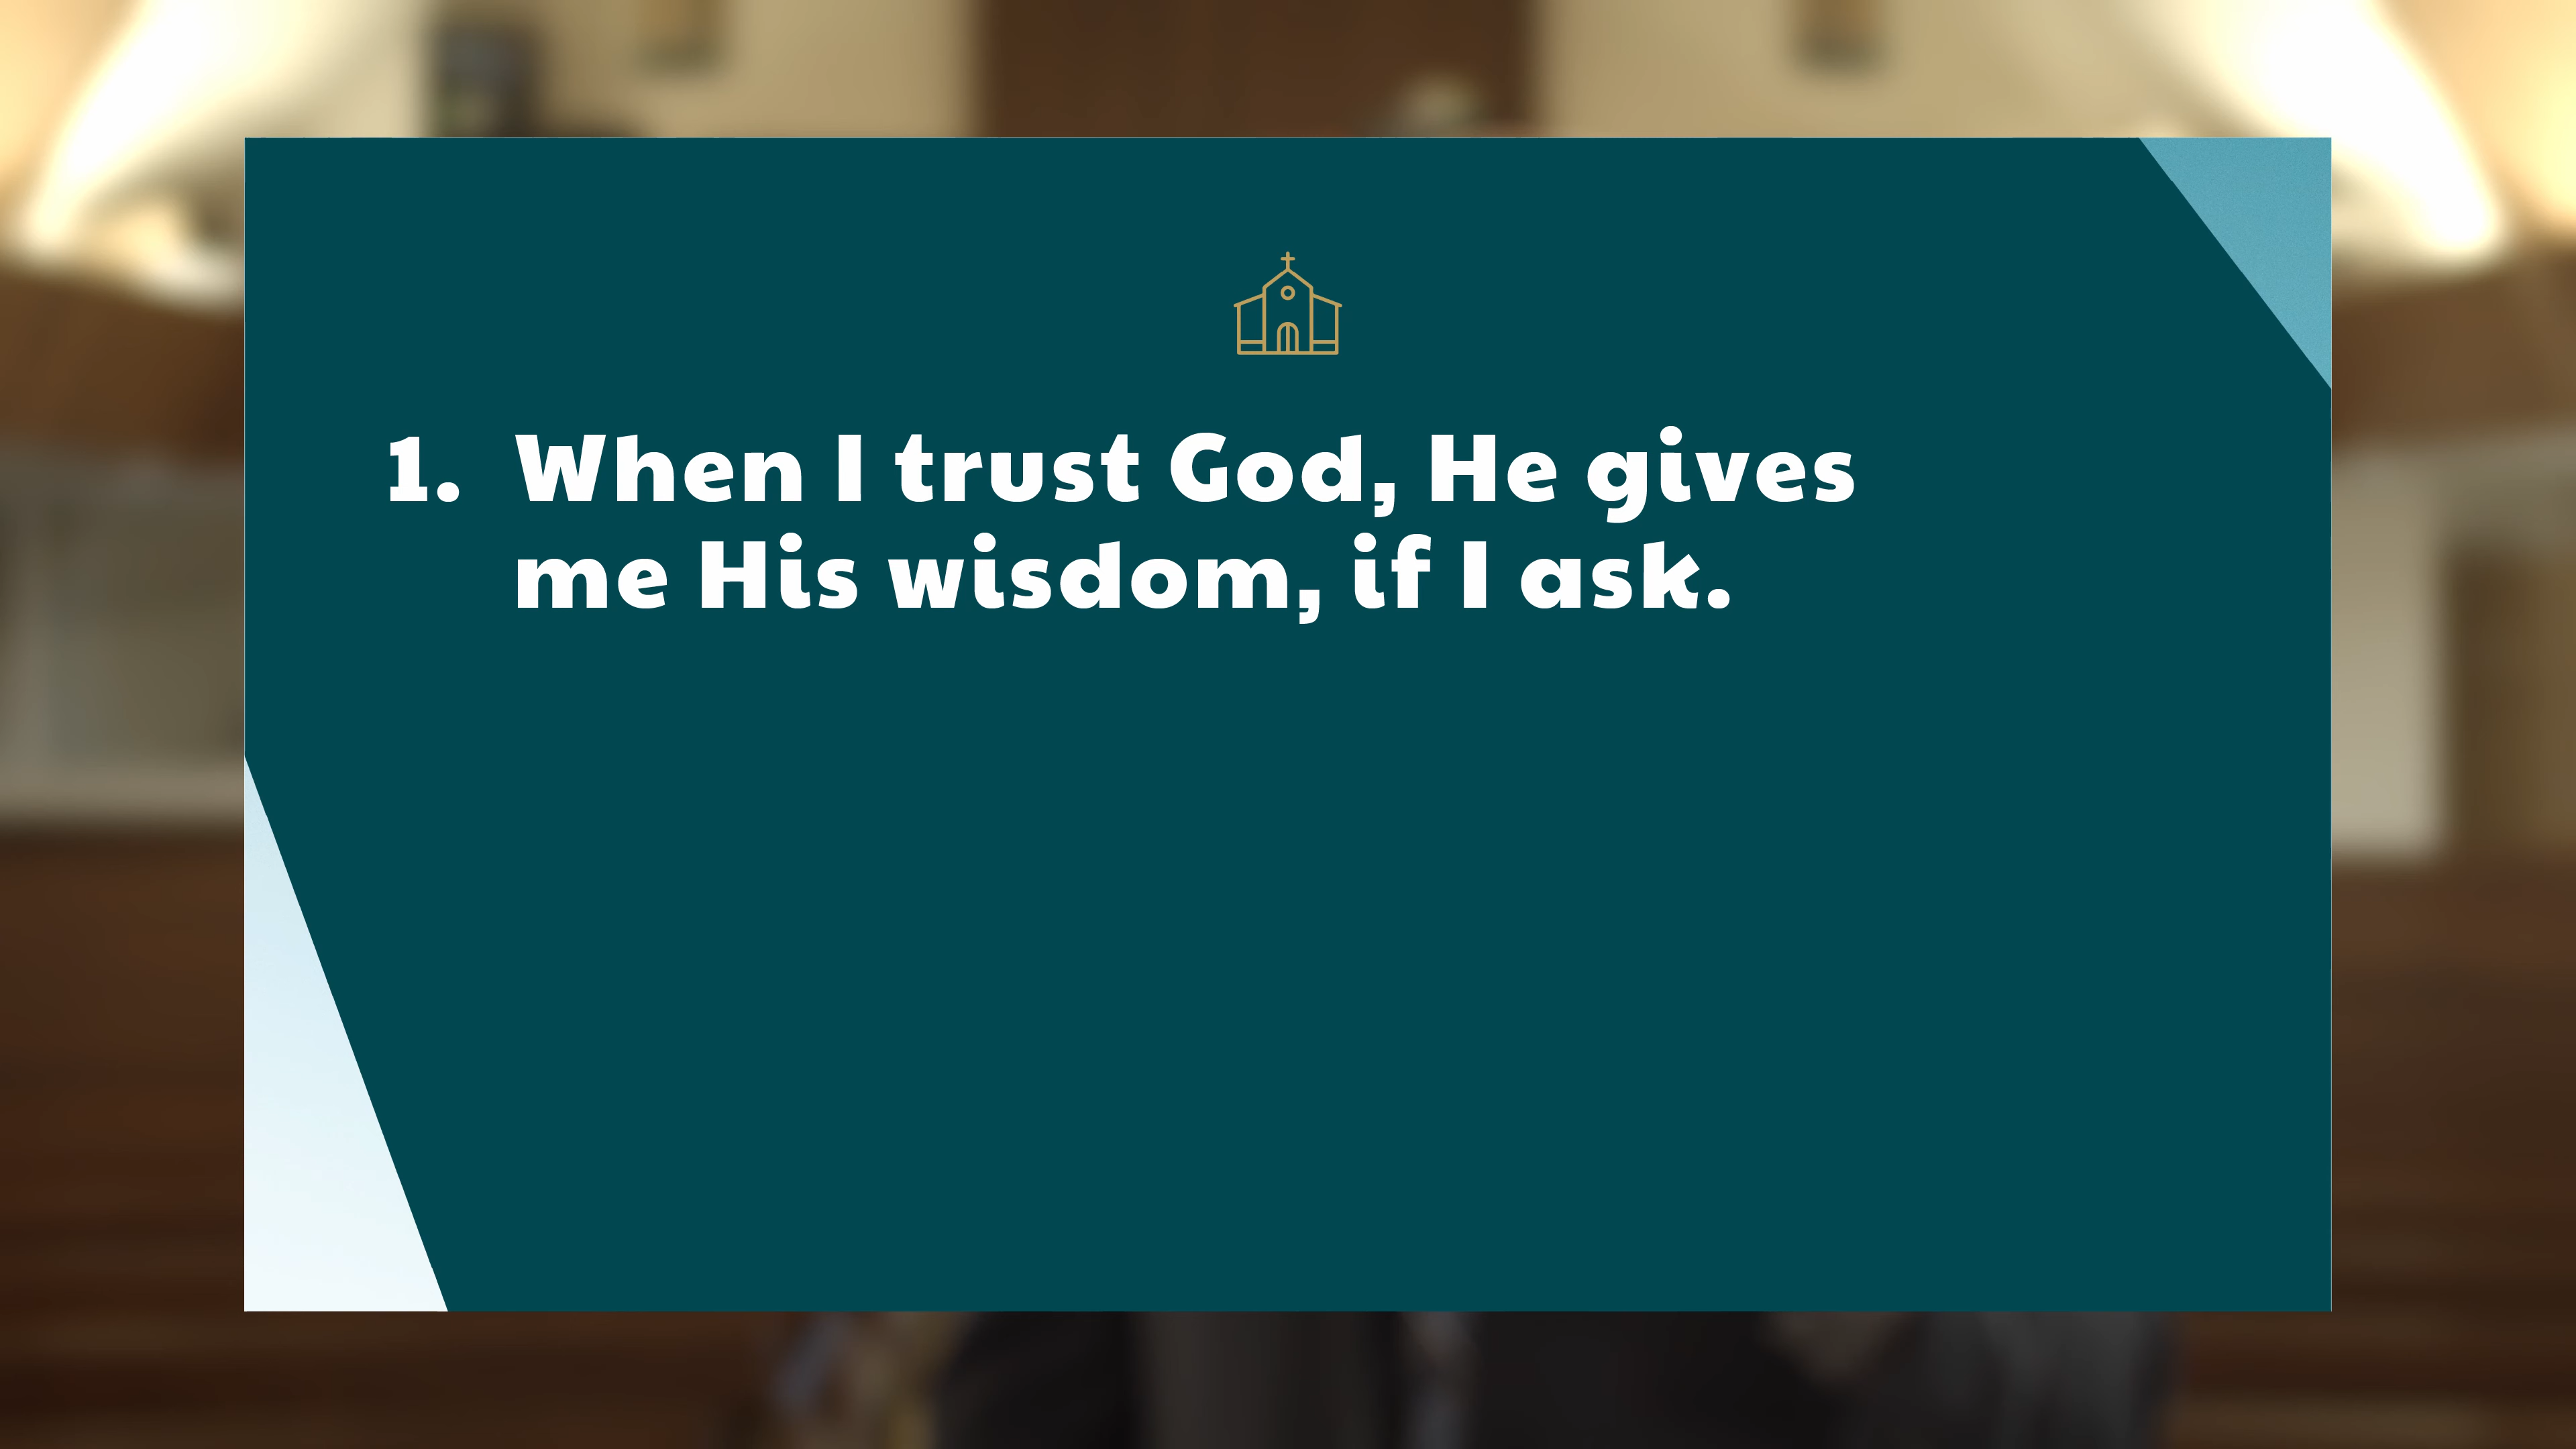 1. When I trust God, He gives
me His wisdom, if I ask.